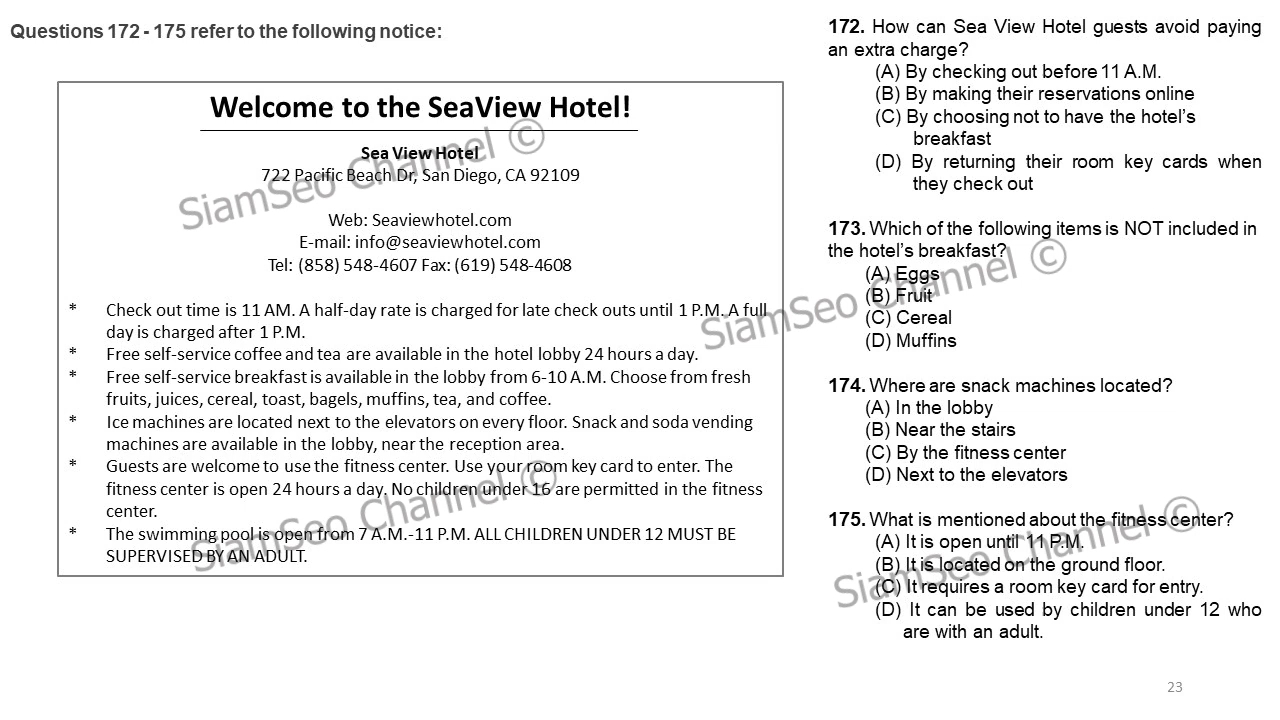 Questions 172 - 175 refer to the following notice:
Welcome to the SeaView Hotel!
Sea View Hotel
722 Pacific Beach Dr, San Diego, CA 92109
Web: Seaviewhotel.com
E-mail: info@seaviewhotel.com
Tel: (858) 548-4607 Fax: (619) 548-4608
* Check out time is 11 AM. A half-day rate is charged for late check outs until 1 P.M. A full
day is charged after 1 P.M.
* Free self-service coffee and tea are available in the hotel lobby 24 hours a day.
* Free self-service breakfast is available in the lobby from 6-10 A.M. Choose from fresh
fruits, juices, cereal, toast, bagels, muffins, tea, and coffee.
* Ice machines are located next to the elevators on every floor. Snack and soda vending
machines are available in the lobby, near the reception area.
* Guests are welcome to use the fitness center. Use your room key card to enter. The
fitness center is open 24 hours a day. No children under 16 are permitted in the fitness
center.
* The swimming pool is open from 7 A.M.-11 P.M. ALL CHILDREN UNDER 12 MUST BE
SUPERVISED BY AN ADULT.
SiamSeo Channel ©
SiamSeo Channel ©
172. How can Sea View Hotel guests avoid paying
an extra charge?
(A) By checking out before 11 A.M.
(B) By making their reservations online
(C) By choosing not to have the hotel's
breakfast
(D) By returning their room key cards when
they check out
173. Which of the following items is NOT included in
the hotel's breakfast?
(A) Eggs
(B) Fruit
(C) Cereal
(D) Muffins
174. Where are snack machines located?
(A) In the lobby
(B) Near the stairs
(C) By the fitness center
(D) Next to the elevators
175. What is mentioned about the fitness center?
(A) It is open until 11 P.M.
(B) It is located on the ground floor.
(C) It requires a room key card for entry.
(D) It can be used by children under 12 who
are with an adult.
SiamSeo Channel ©
SiamSeo Channel ©
23